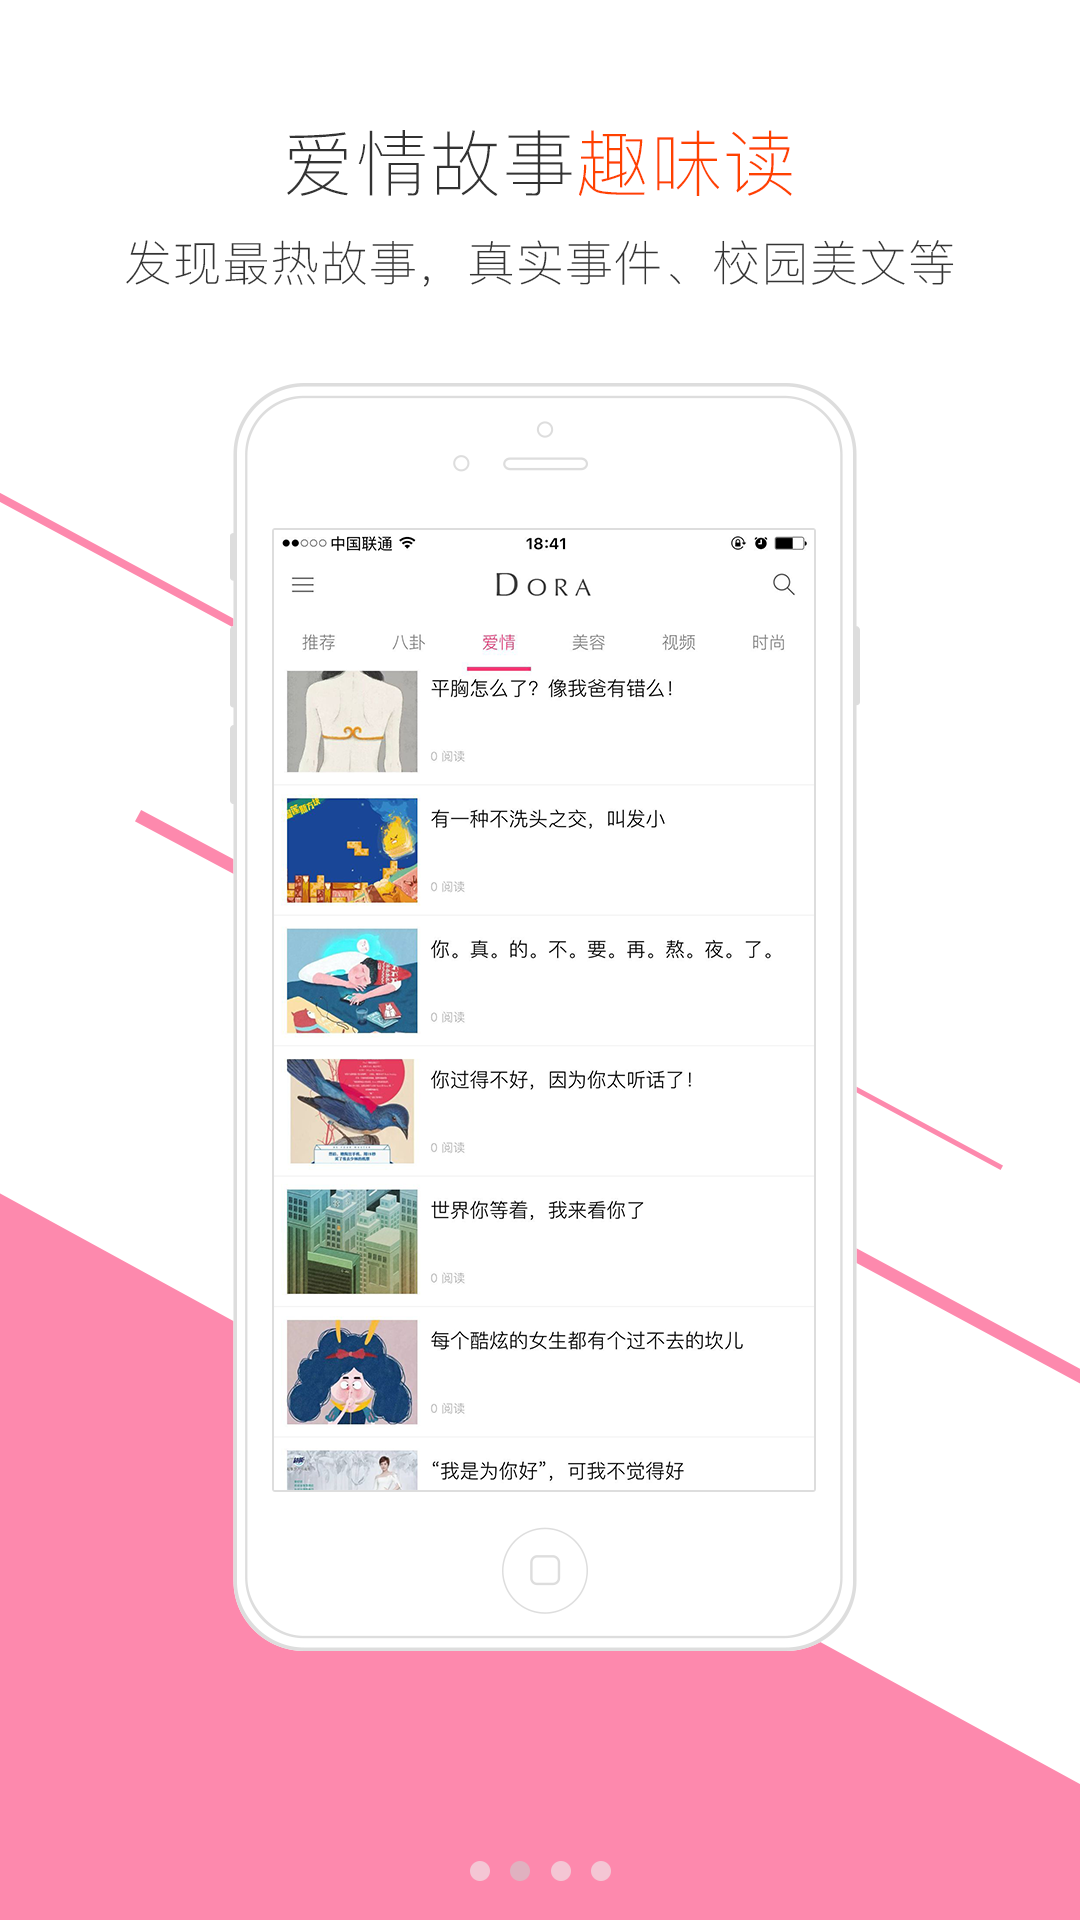 爱情故事趣味读
发现最热故事，真实事件、校园美文等
中国联通 18:41
DORA
推荐 八卦 爱情 美容 视频 时尚
平胸怎么了？像我爸有错么！
0 阅读
有一种不洗头之交，叫发小
0 阅读
你。真。的。不。要。再。熬。夜。了。
0 阅读
你过得不好，因为你太听话了！
0 阅读
世界你等着，我来看你了
0 阅读
每个酷炫的女生都有个过不去的坎儿
0 阅读
“我是为你好”，可我不觉得好